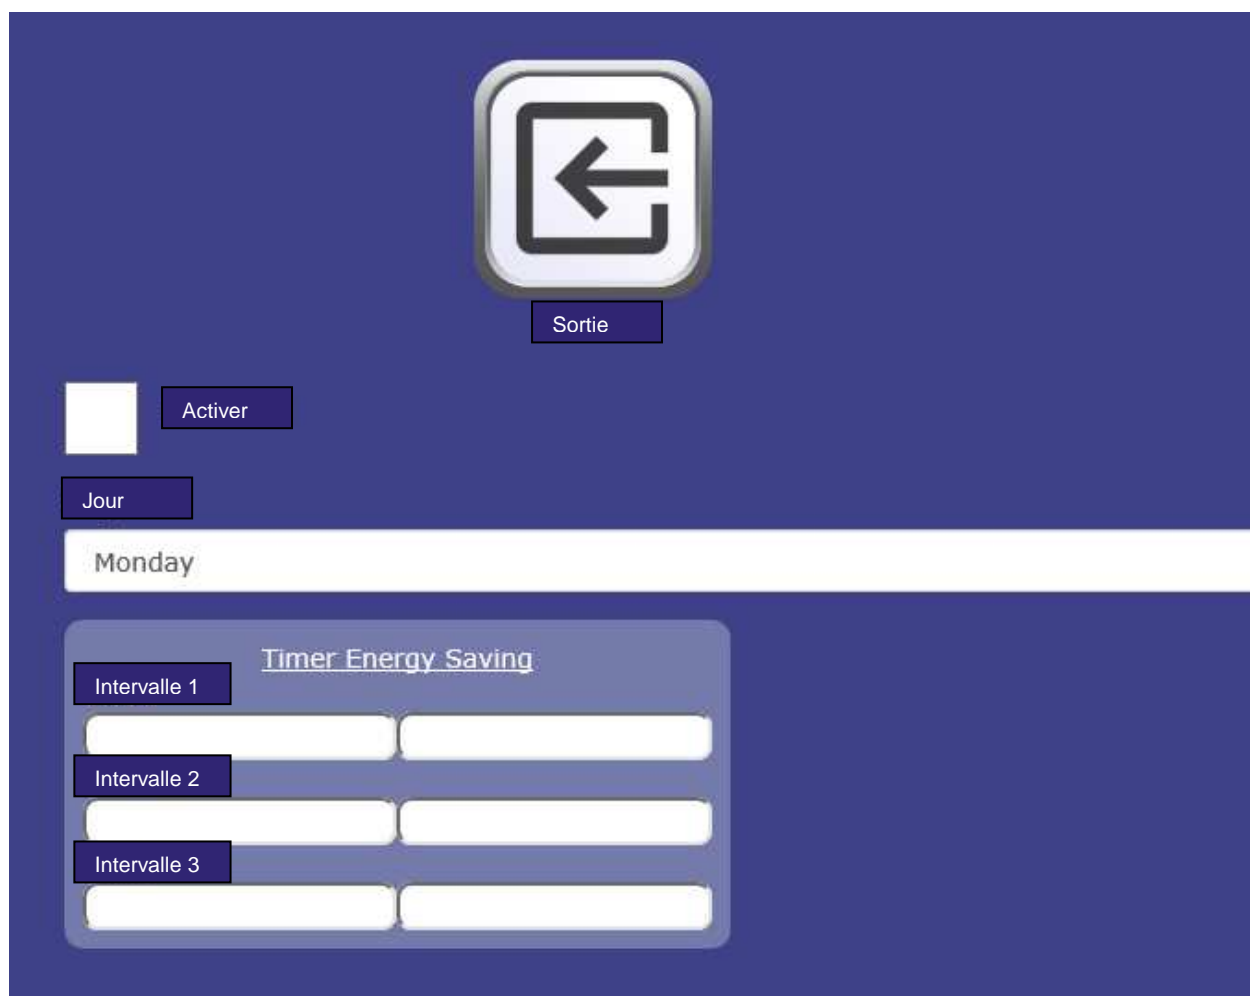 Sortie
Activer
Jour
Monday
Timer Energy Saving
Intervalle 1
Intervalle 2
Intervalle 3